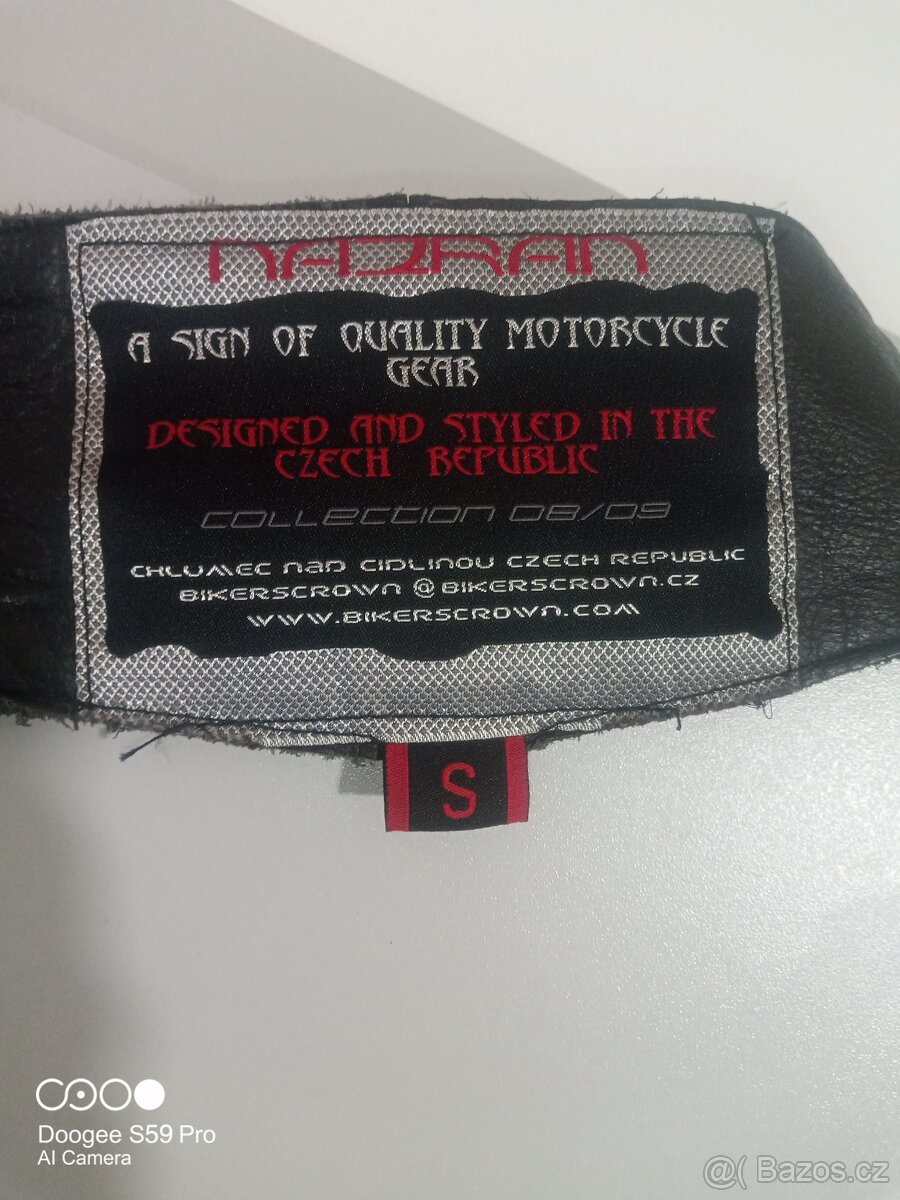 NAZRAN
A SIGN OF QUALITY MOTORCYCLE
GEAR
DESIGNED AND STYLED IN THE
CZECH REPUBLIC
COLLECTION 08/09
CHLUMEC NAD CIDLINOU CZECH REPUBLIC
BIKERSCROWN @ BIKERSCROWN.CZ
WWW.BIKERSCROWN.COM
S
Doogee S59 Pro
AI Camera
@( Bazos.cz